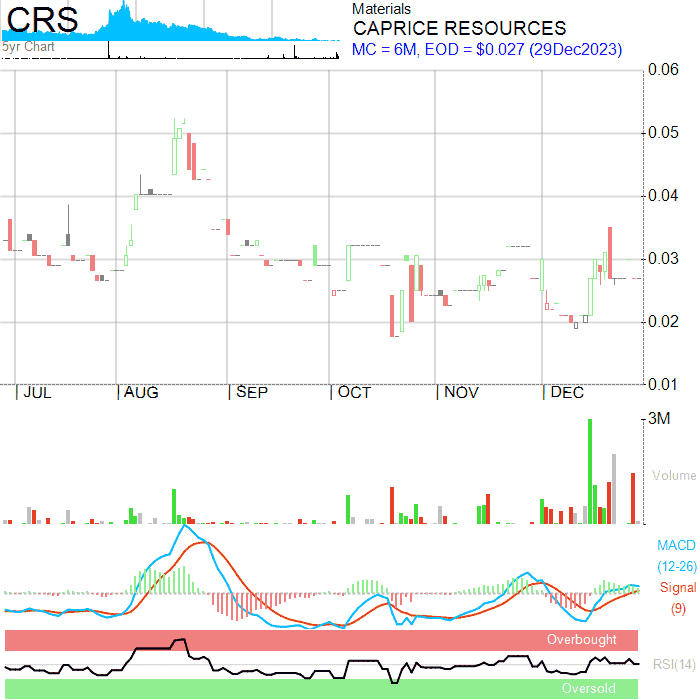 CRS
5yr Chart
Materials
CAPRICE RESOURCES
MC = 6M, EOD = $0.027 (29Dec2023)
0.06
0.05
0.04
0.03
0.02
0.01
JUL AUG SEP OCT NOV DEC
3M
Volume
MACD
(12-26)
Signal
(9)
Overbought
RSI(14)
Oversold